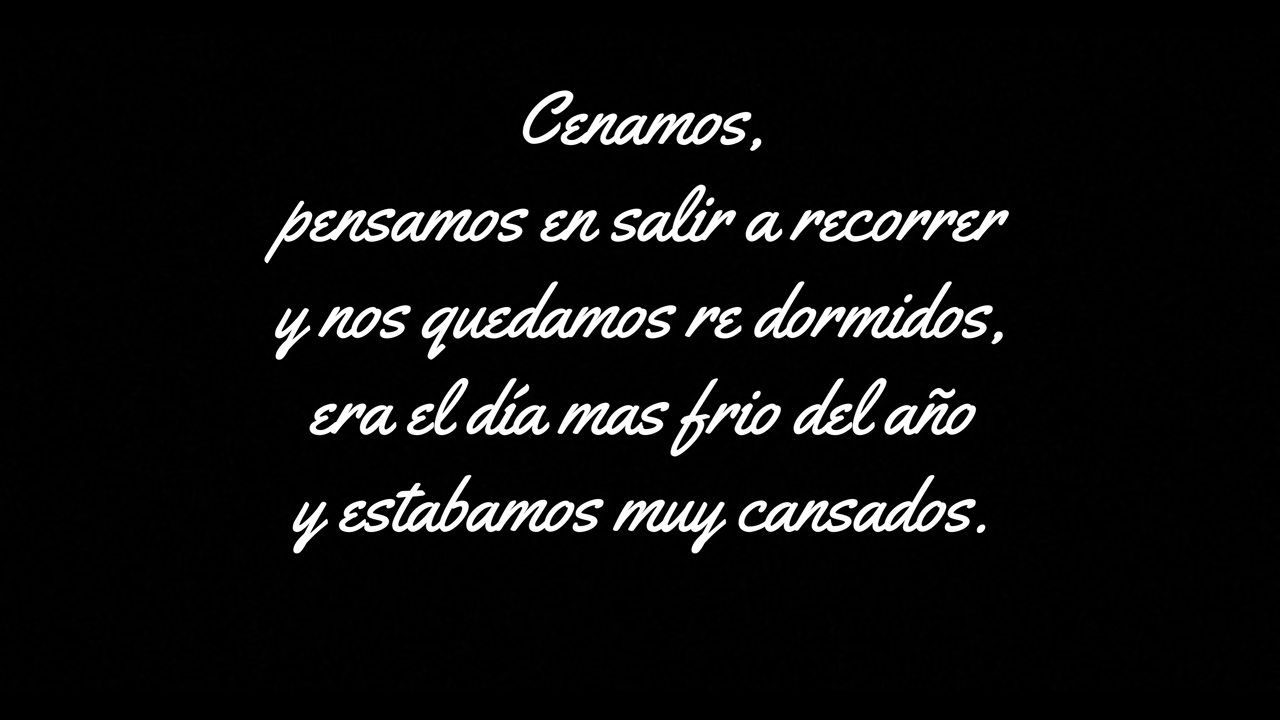 Cenamos,
pensamos en salir a recorrer
y nos quedamos re dormidos,
era el día mas frio del año
y estabamos muy cansados.